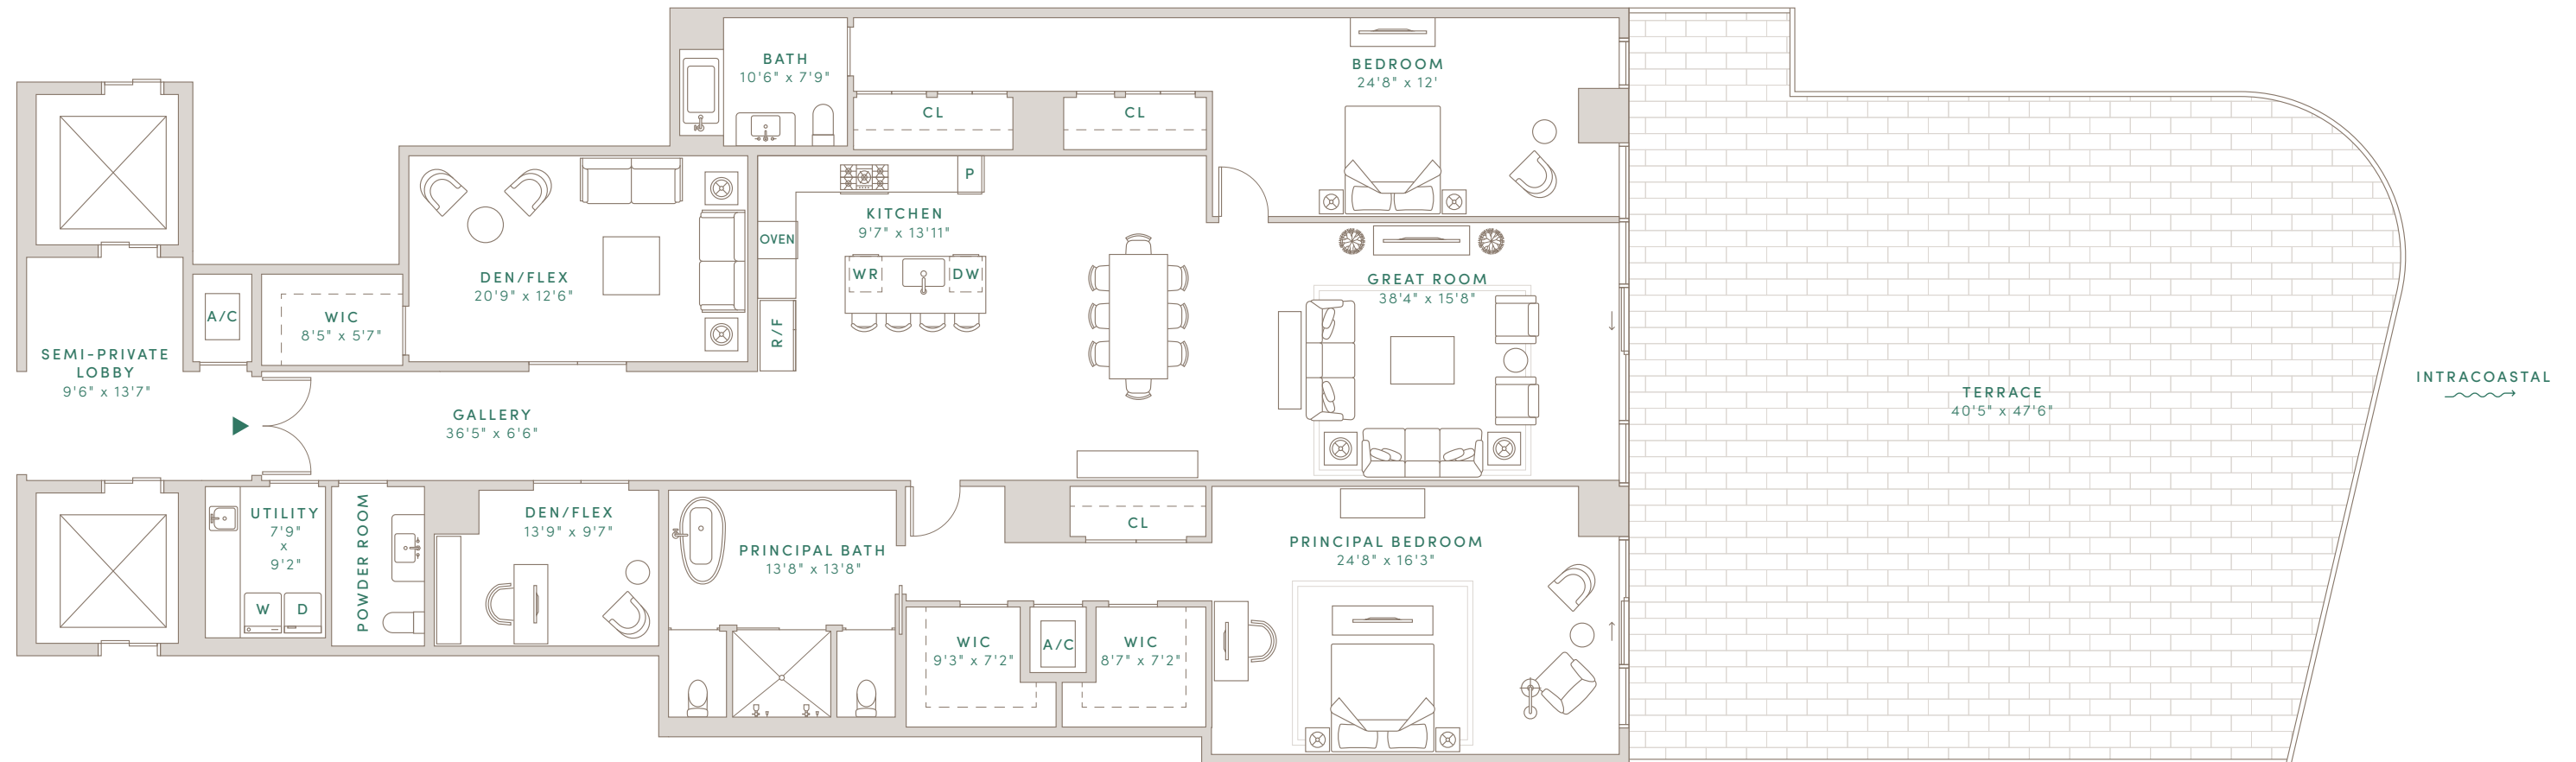 BATH
10'6" x 7'9"
CL
CL
BEDROOM
24'8" x 12'
P
KITCHEN
9'7" x 13'11"
OVEN
WR
DW
R/F
DEN/FLEX
20'9" x 12'6"
GREAT ROOM
38'4" x 15'8"
A/C
WIC
8'5" x 5'7"
SEMI-PRIVATE
LOBBY
9'6" x 13'7"
GALLERY
36'5" x 6'6"
TERRACE
40'5" x 47'6"
INTRACOASTAL
UTILITY
7'9"
x
9'2"
W
D
POWDER ROOM
DEN/FLEX
13'9" x 9'7"
PRINCIPAL BATH
13'8" x 13'8"
CL
PRINCIPAL BEDROOM
24'8" x 16'3"
WIC
9'3" x 7'2"
A/C
WIC
8'7" x 7'2"